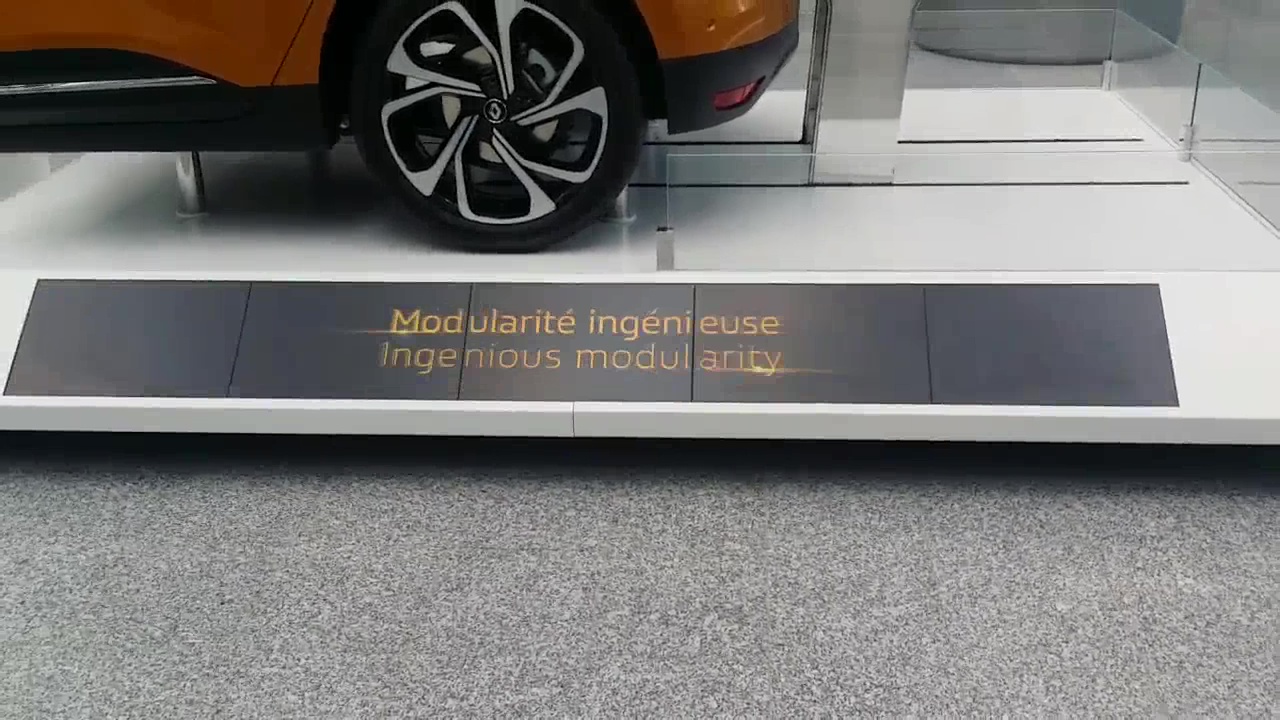 Modularité ingénieuse
Ingenious modularity